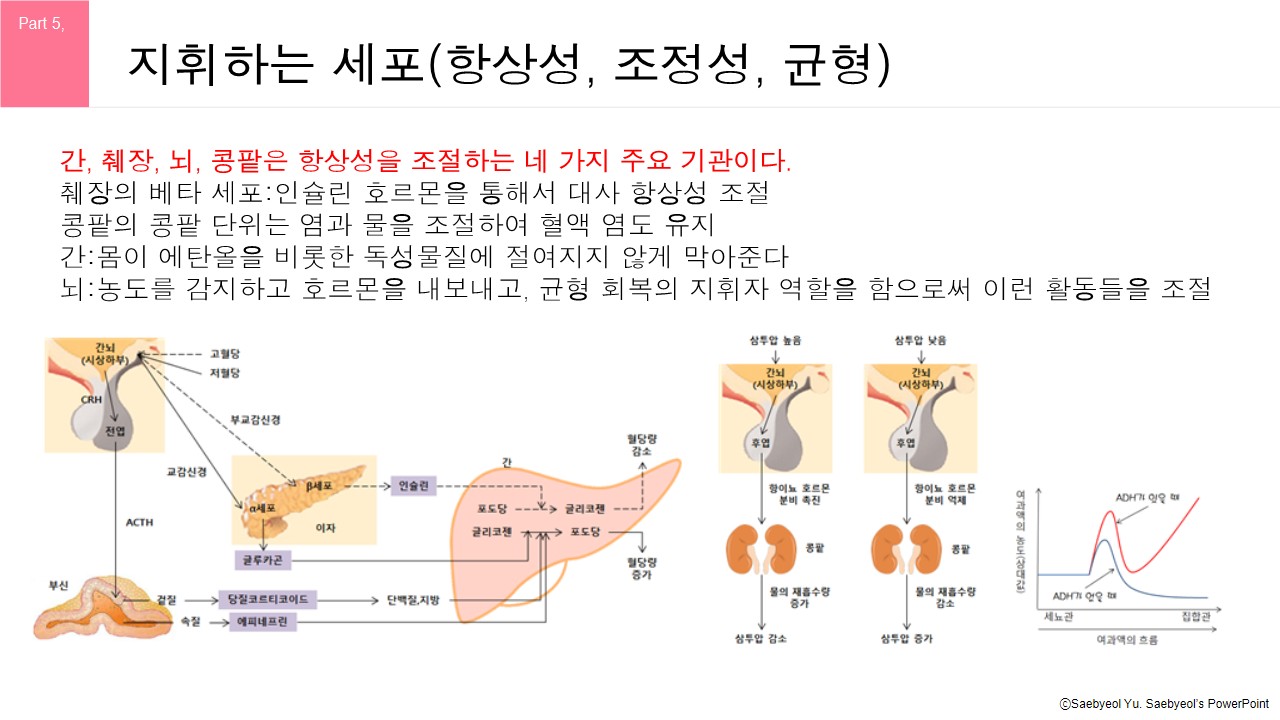 Part 5,
지휘하는 세포(항상성, 조정성, 균형)
간, 췌장, 뇌, 콩팥은 항상성을 조절하는 네 가지 주요 기관이다.
췌장의 베타 세포:인슐린 호르몬을 통해서 대사 항상성 조절
콩팥의 콩팥 단위는 염과 물을 조절하여 혈액 염도 유지
간:몸이 에탄올을 비롯한 독성물질에 절여지지 않게 막아준다
뇌:농도를 감지하고 호르몬을 내보내고, 균형 회복의 지휘자 역할을 함으로써 이런 활동들을 조절
간뇌
(시상하부)
고혈당
저혈당
CRH
전엽
부교감신경
교감신경
ACTH
β세포
α세포
이자
인슐린
글루카곤
간
포도당
글리코젠
글리코젠
포도당
혈당량
감소
혈당량
증가
부신
겉질
당질코르티코이드
단백질,지방
속질
에피네프린
삼투압 높음
간뇌
(시상하부)
후엽
항이뇨 호르몬
분비 촉진
콩팥
물의 재흡수량
증가
삼투압 감소
삼투압 낮음
간뇌
(시상하부)
후엽
항이뇨 호르몬
분비 억제
콩팥
물의 재흡수량
감소
삼투압 증가
여과액의 농도(상대값)
ADH가 있을 때
ADH가 없을 때
세뇨관
집합관
여과액의 흐름
ⓒSaebyeol Yu. Saebyeol's PowerPoint